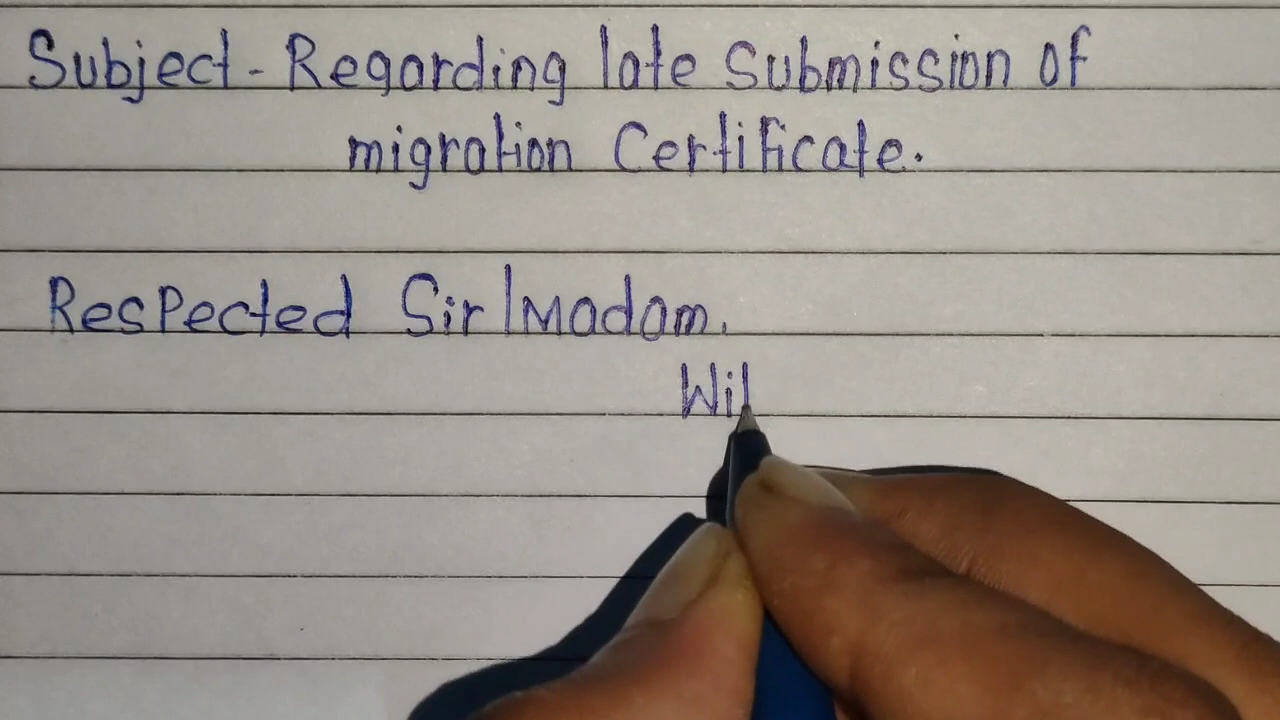 Subject - Regarding late Submission of
migration Certificate.
Respected Sir/Madam.
Wil